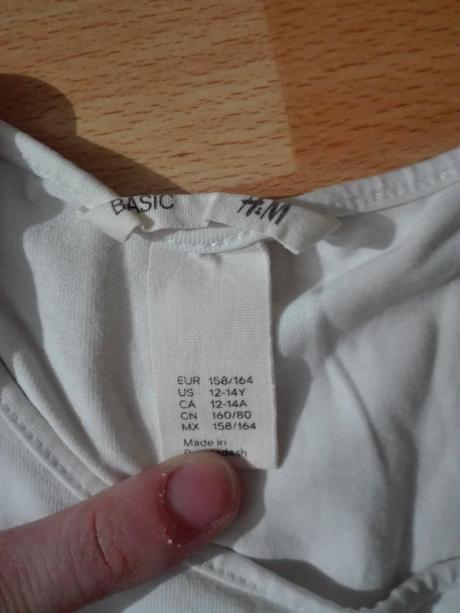 BASIC H&M
EUR 158/164
US 12-14Y
CA 12-14A
CN 160/80
MX 158/164
Made in